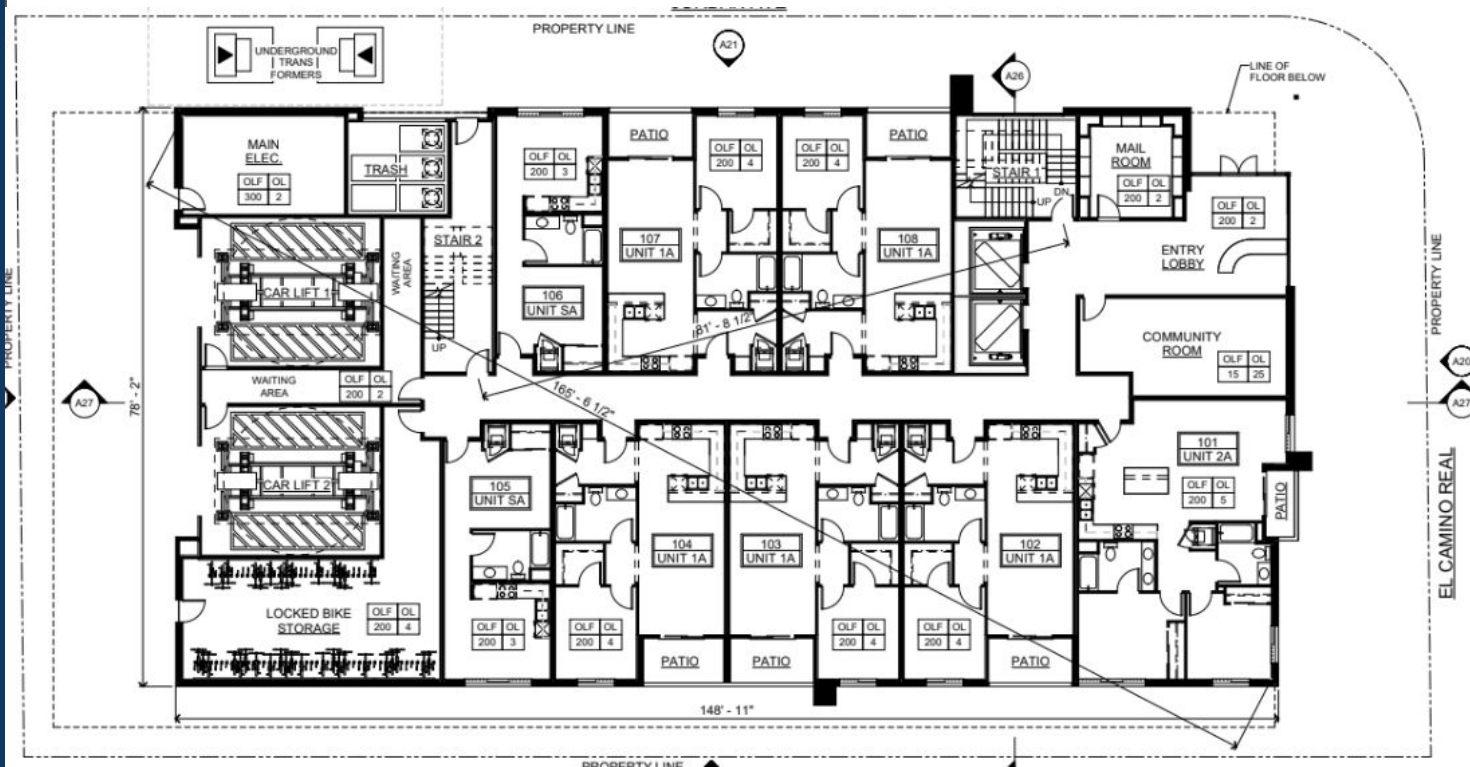 PROPERTY LINE
A21
UNDERGROUND
TRANS
FORMERS
A26
LINE OF
FLOOR BELOW
MAIN
ELEC.
OLF OL
300 2
TRASH
OLF OL
200 3
PATIO
OLF OL
200 4
OLF OL
200 4
PATIO
STAIR 1
DN
UP
MAIL
ROOM
OLF OL
200 2
OLF OL
200 2
STAIR 2
WAITING
AREA
107
UNIT 1A
108
UNIT 1A
ENTRY
LOBBY
PROPERTY LINE
PROPERTY LINE
CAR LIFT 1
106
UNIT SA
81' - 8 1/2"
UP
COMMUNITY
ROOM
OLF OL
15 25
A20
A27
WAITING
AREA
OLF OL
200 2
165' - 6 1/2"
A27
78' - 2"
CAR LIFT 2
105
UNIT SA
101
UNIT 2A
OLF OL
200 5
PATIO
EL CAMINO REAL
104
UNIT 1A
103
UNIT 1A
102
UNIT 1A
LOCKED BIKE
STORAGE
OLF OL
200 4
OLF OL
200 3
OLF OL
200 4
OLF OL
200 4
OLF OL
200 4
PATIO
PATIO
PATIO
148' - 11"
PROPERTY LINE